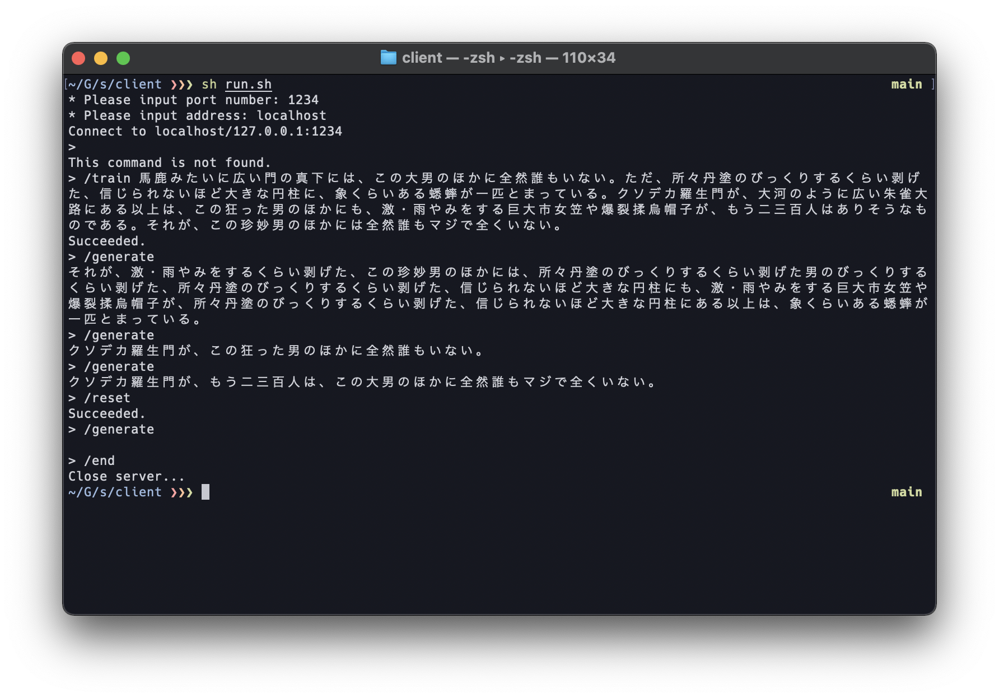 client — -zsh ▸ -zsh — 110×34
[~/G/s/client ❯❯❯ sh run.sh main ]
* Please input port number: 1234
* Please input address: localhost
Connect to localhost/127.0.0.1:1234
>
This command is not found.
> /train 馬鹿みたいに広い門の真下には、この大男のほかに全然誰もいない。ただ、所々丹塗のびっくりするくらい剥げ
た、信じられないほど大きな円柱に、象くらいある蟋蟀が一匹とまっている。クソデカ羅生門が、大河のように広い朱雀大
路にある以上は、この狂った男のほかにも、激・雨やみをする巨大市女笠や爆裂揉烏帽子が、もう二三百人はありそうなも
のである。それが、この珍妙男のほかには全然誰もマジで全くいない。
Succeeded.
> /generate
それが、激・雨やみをするくらい剥げた、この珍妙男のほかには、所々丹塗のびっくりするくらい剥げた男のびっくりする
くらい剥げた、所々丹塗のびっくりするくらい剥げた、信じられないほど大きな円柱にも、激・雨やみをする巨大市女笠や
爆裂揉烏帽子が、所々丹塗のびっくりするくらい剥げた、信じられないほど大きな円柱にある以上は、象くらいある蟋蟀が
一匹とまっている。
> /generate
クソデカ羅生門が、この狂った男のほかに全然誰もいない。
> /generate
クソデカ羅生門が、もう二三百人は、この大男のほかに全然誰もマジで全くいない。
> /reset
Succeeded.
> /generate
> /end
Close server...
~/G/s/client ❯❯❯ main